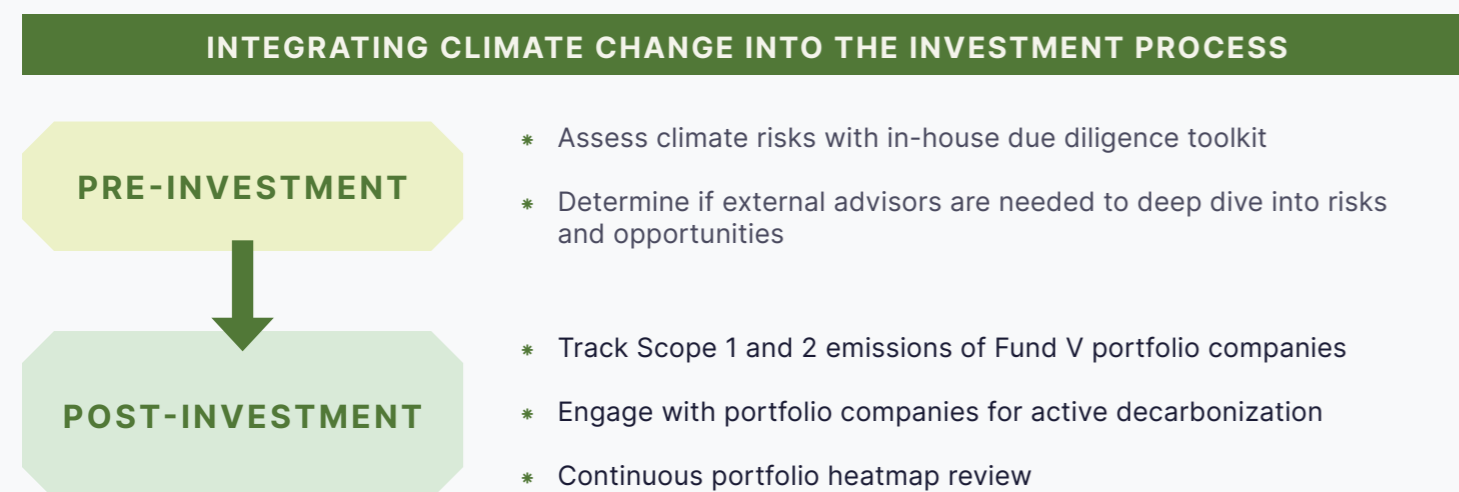 INTEGRATING CLIMATE CHANGE INTO THE INVESTMENT PROCESS
PRE-INVESTMENT
Assess climate risks with in-house due diligence toolkit
Determine if external advisors are needed to deep dive into risks
and opportunities
POST-INVESTMENT
Track Scope 1 and 2 emissions of Fund V portfolio companies
Engage with portfolio companies for active decarbonization
Continuous portfolio heatmap review